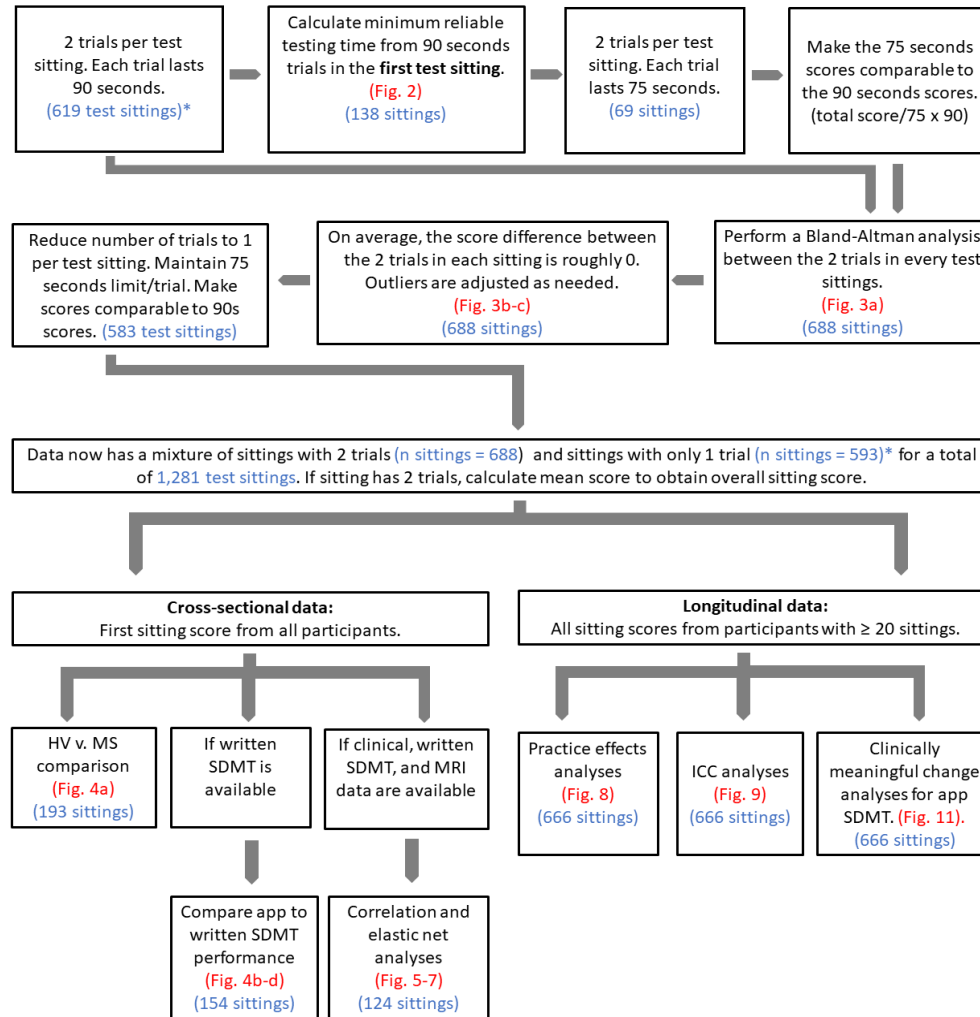 2 trials per test
sitting. Each trial lasts
90 seconds.
(619 test sittings)*
Calculate minimum reliable
testing time from 90 seconds
trials in the first test sitting.
(Fig. 2)
(138 sittings)
2 trials per test
sitting. Each trial
lasts 75 seconds.
(69 sittings)
Make the 75 seconds
scores comparable to
the 90 seconds scores.
(total score/75 x 90)
Reduce number of trials to 1
per test sitting. Maintain 75
seconds limit/trial. Make
scores comparable to 90s
scores. (583 test sittings)
On average, the score difference between
the 2 trials in each sitting is roughly 0.
Outliers are adjusted as needed.
(Fig. 3b-c)
(688 sittings)
Perform a Bland-Altman analysis
between the 2 trials in every test
sittings.
(Fig. 3a)
(688 sittings)
Data now has a mixture of sittings with 2 trials (n sittings = 688) and sittings with only 1 trial (n sittings = 593)* for a total
of 1,281 test sittings. If sitting has 2 trials, calculate mean score to obtain overall sitting score.
Cross-sectional data:
First sitting score from all participants.
Longitudinal data:
All sitting scores from participants with ≥ 20 sittings.
HV v. MS
comparison
(Fig. 4a)
(193 sittings)
If written
SDMT is
available
If clinical, written
SDMT, and MRI
data are available
Practice effects
analyses
(Fig. 8)
(666 sittings)
ICC analyses
(Fig. 9)
(666 sittings)
Clinically
meaningful change
analyses for app
SDMT. (Fig. 11).
(666 sittings)
Compare app to
written SDMT
performance
(Fig. 4b-d)
(154 sittings)
Correlation and
elastic net
analyses
(Fig. 5-7)
(124 sittings)